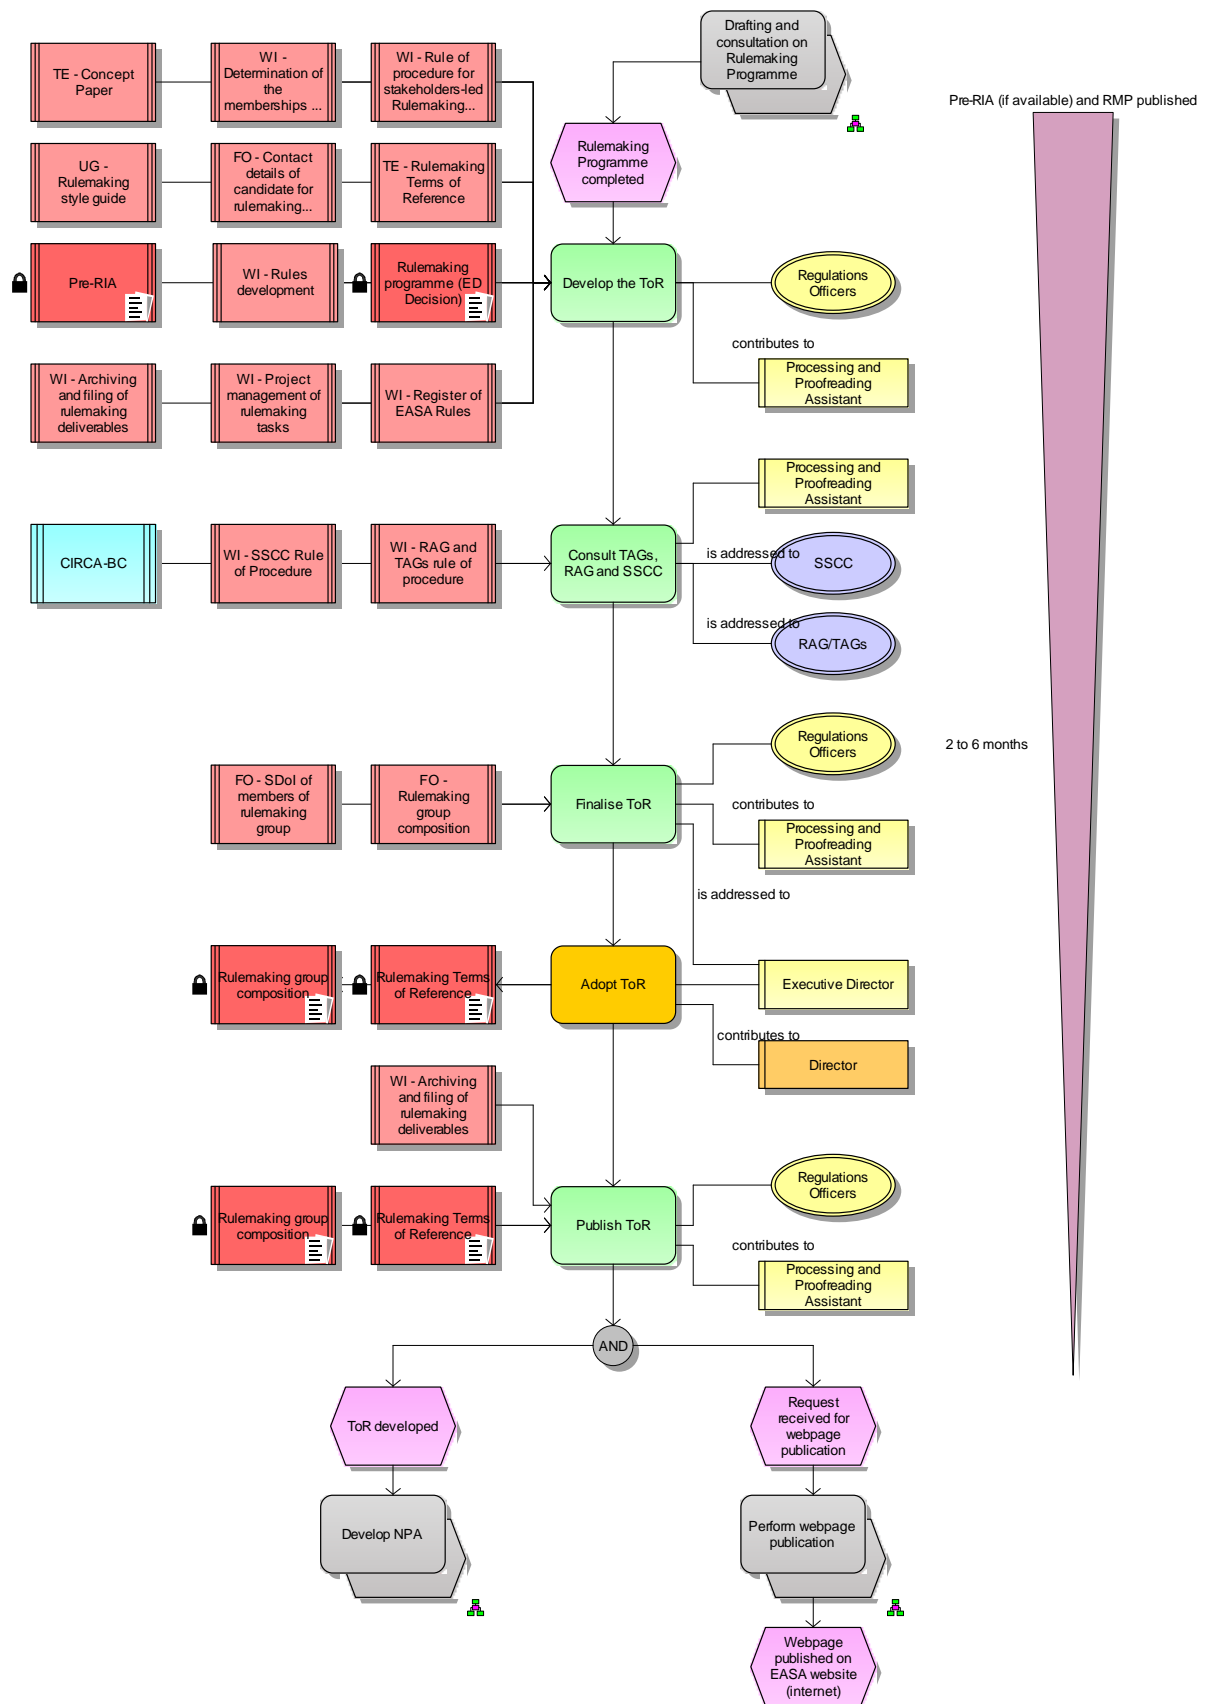 Drafting and
consultation on
Rulemaking
Programme
Pre-RIA (if available) and RMP published
TE - Concept
Paper
WI -
Determination of
the
memberships ...
WI - Rule of
procedure for
stakeholders-led
Rulemaking...
Rulemaking
Programme
completed
UG -
Rulemaking
style guide
FO - Contact
details of
candidate for
rulemaking...
TE - Rulemaking
Terms of
Reference
Pre-RIA
WI - Rules
development
Rulemaking
programme (ED
Decision)
Develop the ToR
Regulations
Officers
contributes to
Processing and
Proofreading
Assistant
WI - Archiving
and filing of
rulemaking
deliverables
WI - Project
management of
rulemaking
tasks
WI - Register of
EASA Rules
Processing and
Proofreading
Assistant
CIRCA-BC
WI - SSCC Rule
of Procedure
WI - RAG and
TAGs rule of
procedure
Consult TAGs,
RAG and SSCC
is addressed to
SSCC
is addressed to
RAG/TAGs
Regulations
Officers
2 to 6 months
FO - SDoI of
members of
rulemaking
group
FO -
Rulemaking
group
composition
Finalise ToR
contributes to
Processing and
Proofreading
Assistant
is addressed to
Rulemaking group
composition
Rulemaking Terms
of Reference
Adopt ToR
Executive Director
contributes to
Director
WI - Archiving
and filing of
rulemaking
deliverables
Regulations
Officers
Rulemaking group
composition
Rulemaking Terms
of Reference
Publish ToR
contributes to
Processing and
Proofreading
Assistant
AND
ToR developed
Request
received for
webpage
publication
Develop NPA
Perform webpage
publication
Webpage
published on
EASA website
(internet)